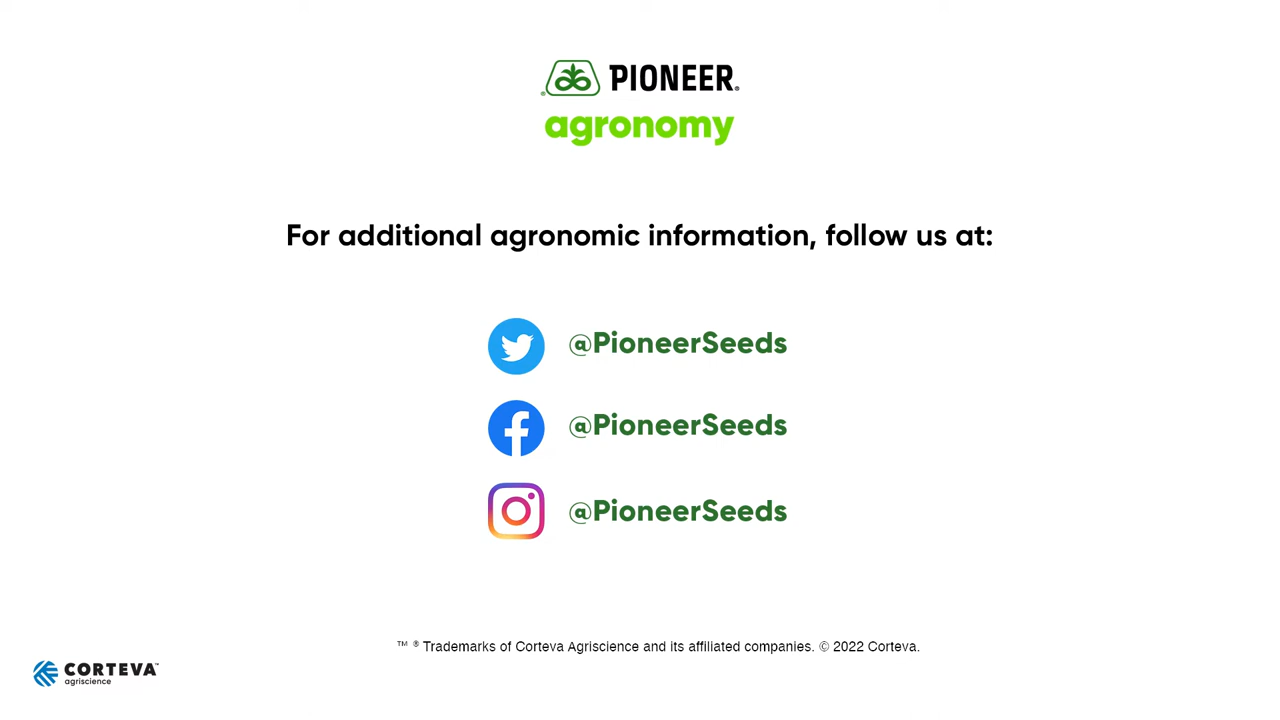 PIONEER®
agronomy
For additional agronomic information, follow us at:
@PioneerSeeds
@PioneerSeeds
@PioneerSeeds
™ ® Trademarks of Corteva Agriscience and its affiliated companies. © 2022 Corteva.
CORTEVA™
agriscience